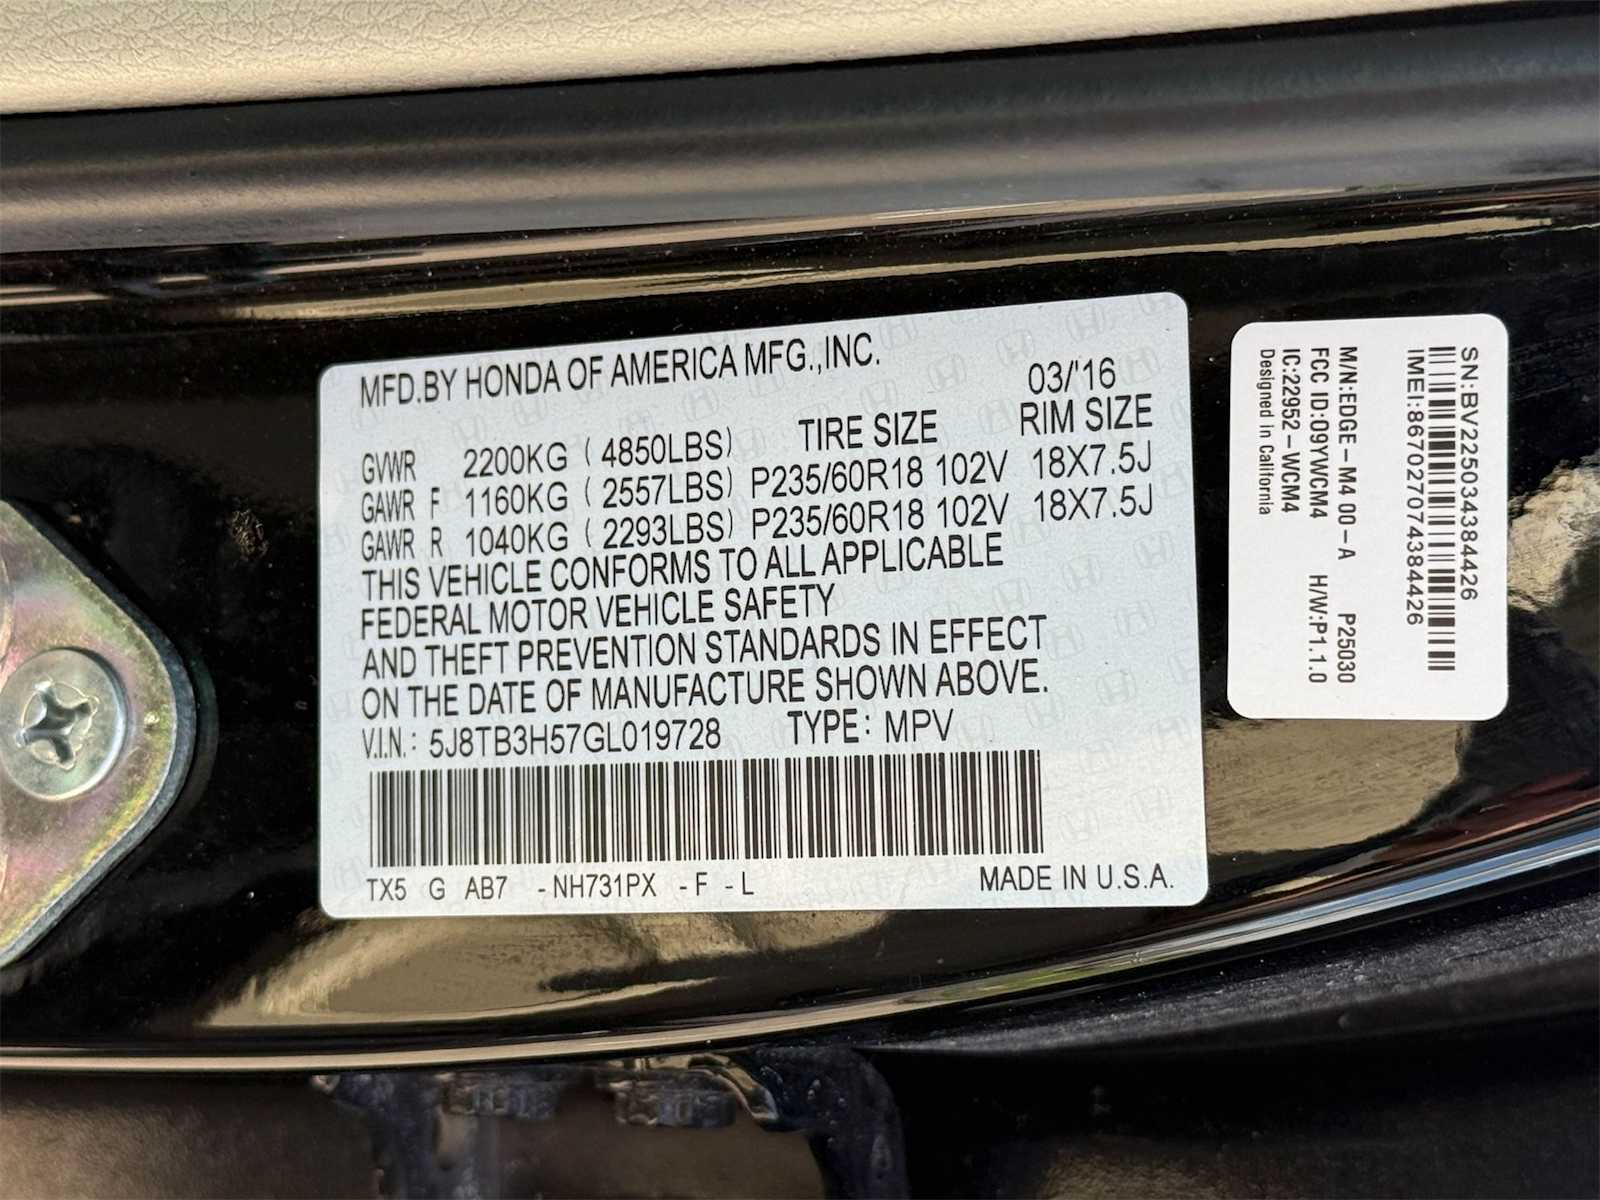 MFD.BY HONDA OF AMERICA MFG.,INC.
03/'16
TIRE SIZE RIM SIZE
GVWR 2200KG (4850LBS)
GAWR F 1160KG (2557LBS) P235/60R18 102V 18X7.5J
GAWR R 1040KG (2293LBS) P235/60R18 102V 18X7.5J
THIS VEHICLE CONFORMS TO ALL APPLICABLE
FEDERAL MOTOR VEHICLE SAFETY
AND THEFT PREVENTION STANDARDS IN EFFECT
ON THE DATE OF MANUFACTURE SHOWN ABOVE.
V.I.N.: 5J8TB3H57GL019728 TYPE: MPV
TX5 G AB7 -NH731PX -F -L MADE IN U.S.A.
SN:BV2250343844426
IMEI:867027074384426
M/N:EDGE-M4 00-A P25030
FCC ID:09YWCM4 H/W:P1.1.0
IC:22952-WCM4
Designed in California